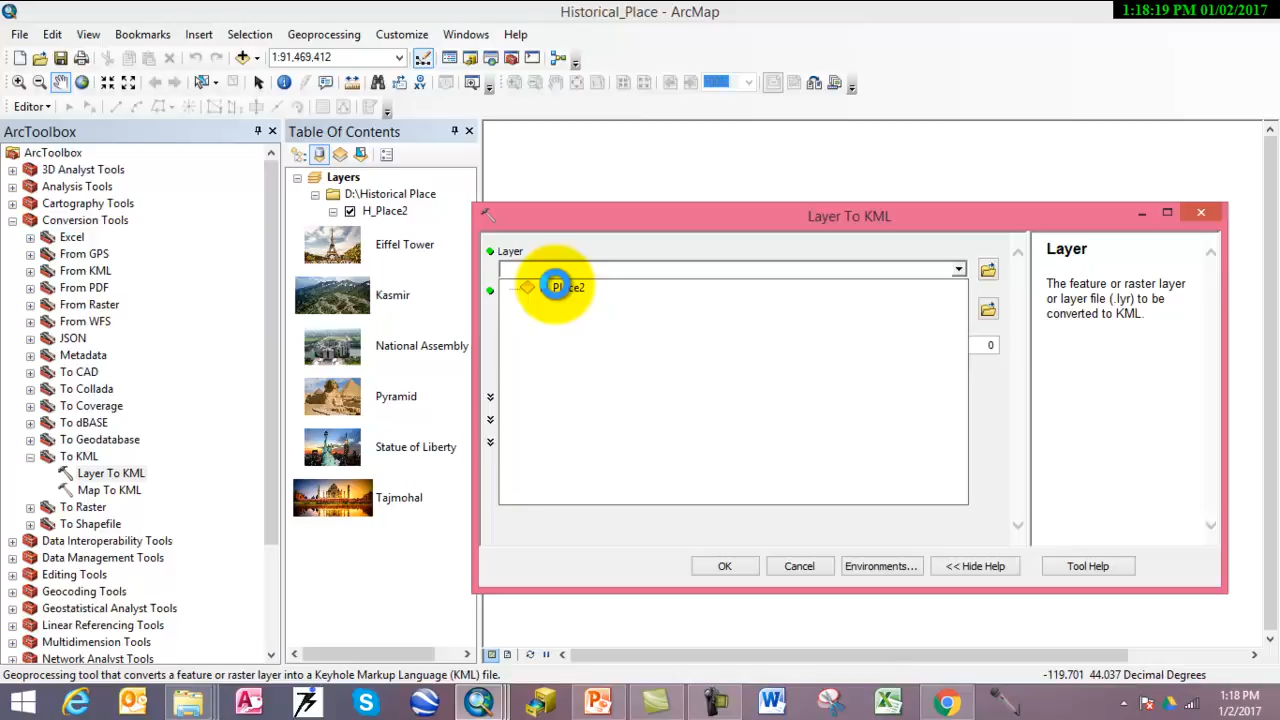 Historical_Place - ArcMap
1:18:19 PM 01/02/2017
File Edit View Bookmarks Insert Selection Geoprocessing Customize Windows Help
1:91,469,412
Editor
ArcToolbox
ArcToolbox
3D Analyst Tools
Analysis Tools
Cartography Tools
Conversion Tools
Excel
From GPS
From KML
From PDF
From Raster
From WFS
JSON
Metadata
To CAD
To Collada
To Coverage
To dBASE
To Geodatabase
To KML
Layer To KML
Map To KML
To Raster
To Shapefile
Data Interoperability Tools
Data Management Tools
Editing Tools
Geocoding Tools
Geostatistical Analyst Tools
Linear Referencing Tools
Multidimension Tools
Network Analyst Tools
Table Of Contents
Layers
D:\Historical Place
H_Place2
Eiffel Tower
Kasmir
National Assembly
Pyramid
Statue of Liberty
Tajmohal
Layer To KML
Layer
0
OK
Cancel
Environments...
<< Hide Help
Layer
The feature or raster layer
or layer file (.lyr) to be
converted to KML.
Tool Help
Geoprocessing tool that converts a feature or raster layer into a Keyhole Markup Language (KML) file.
-119.701 44.037 Decimal Degrees
1:18 PM
1/2/2017